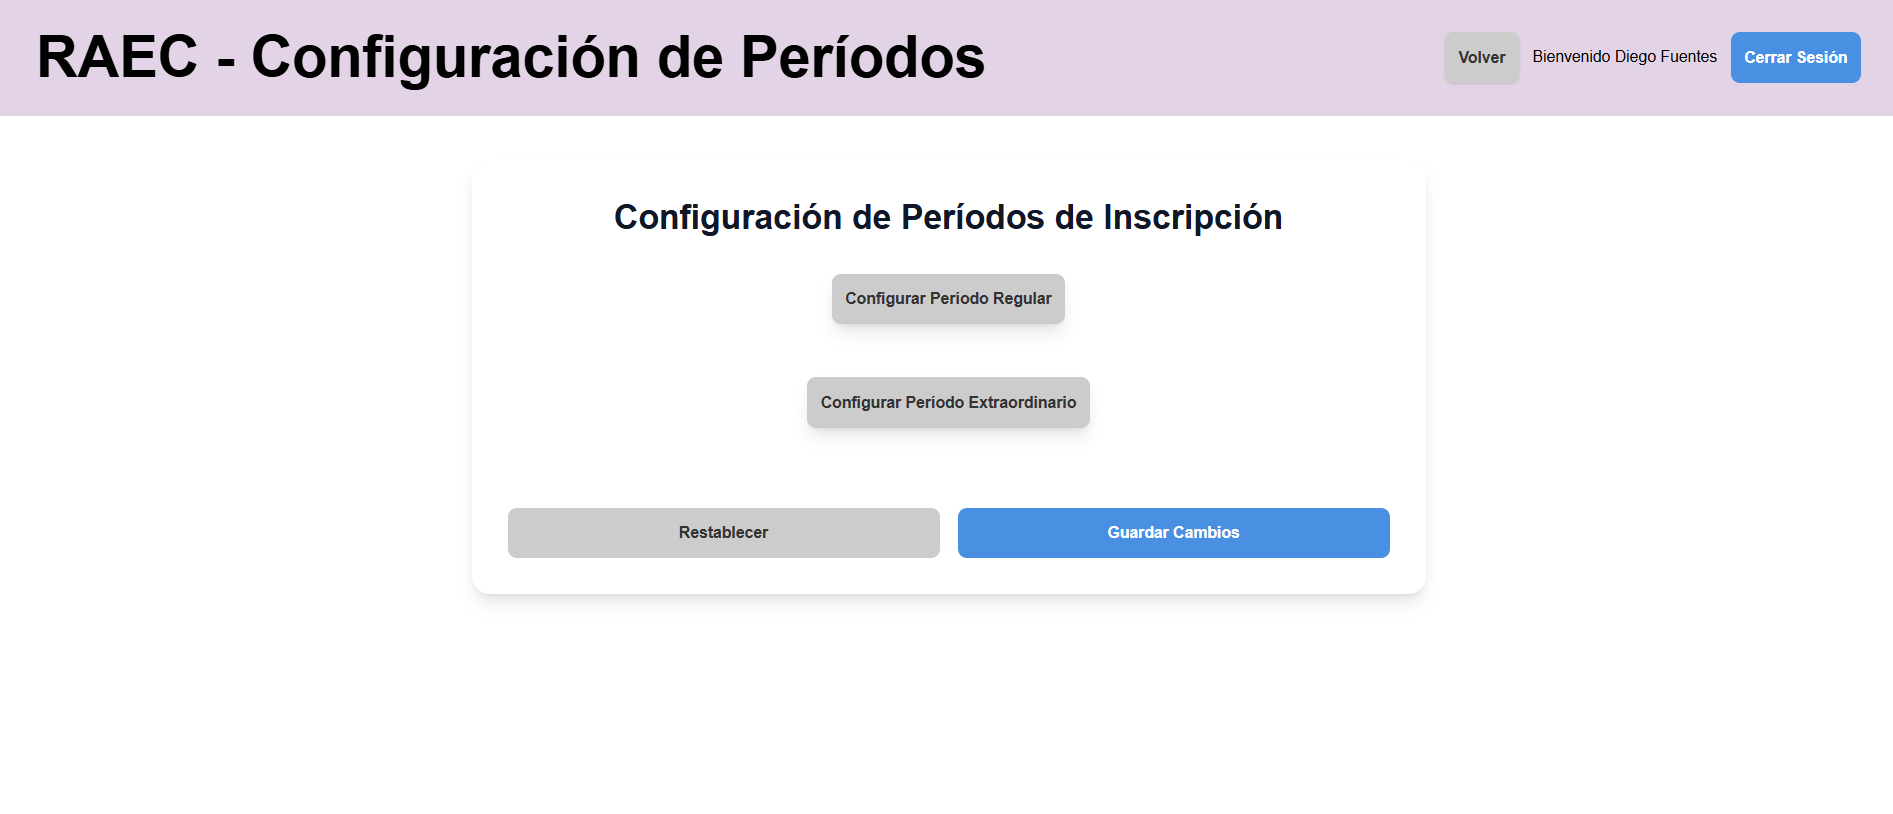 RAEC - Configuración de Períodos
Volver
Bienvenido Diego Fuentes
Cerrar Sesión
Configuración de Períodos de Inscripción
Configurar Período Regular
Configurar Período Extraordinario
Restablecer
Guardar Cambios